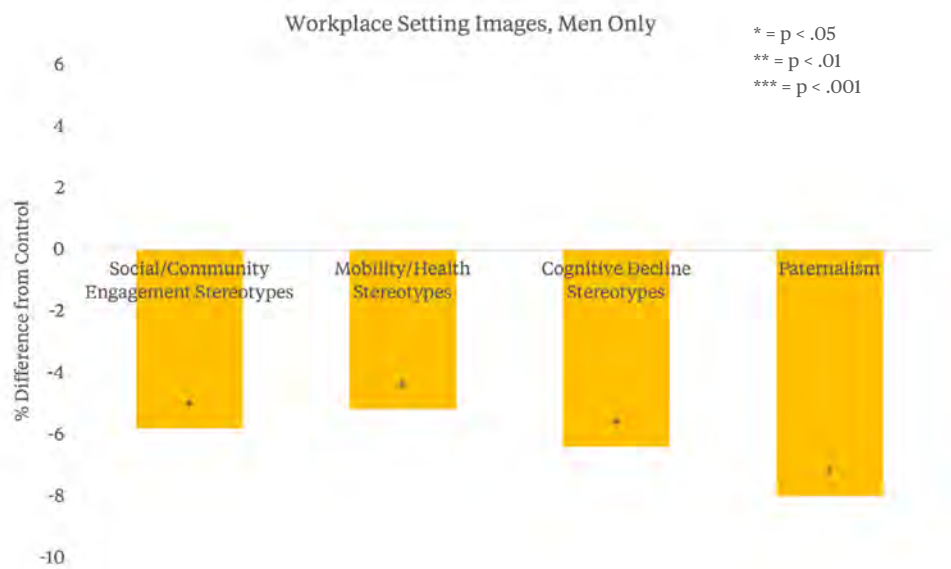 Workplace Setting Images, Men Only
* = p < .05
** = p < .01
*** = p < .001
% Difference from Control
6
4
2
0
-2
-4
-6
-8
-10
Social/Community
Engagement Stereotypes
Mobility/Health
Stereotypes
Cognitive Decline
Stereotypes
Paternalism